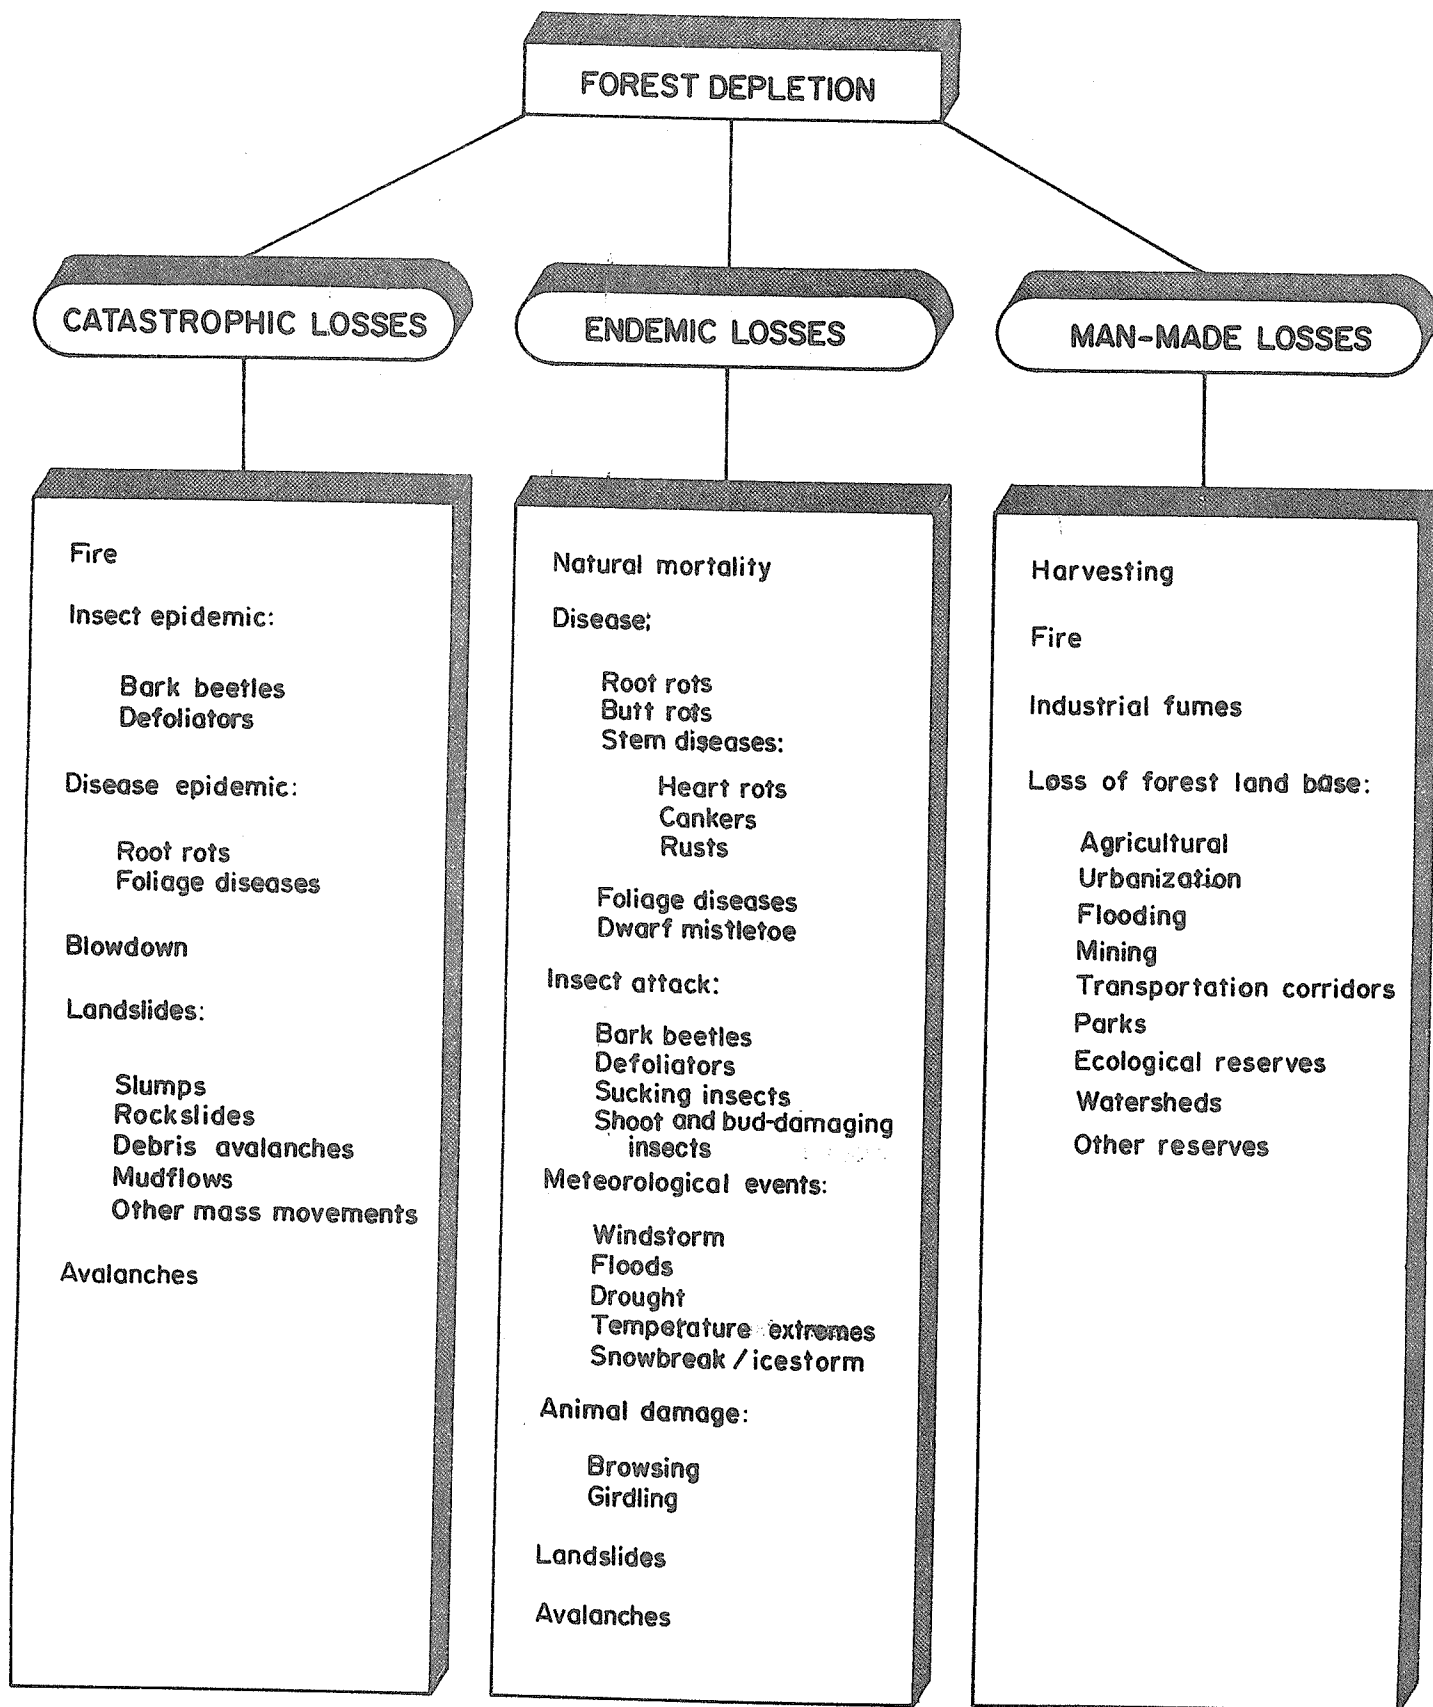 FOREST DEPLETION
CATASTROPHIC LOSSES
Fire
Insect epidemic:
Bark beetles
Defoliators
Disease epidemic:
Root rots
Foliage diseases
Blowdown
Landslides:
Slumps
Rockslides
Debris avalanches
Mudflows
Other mass movements
Avalanches
ENDEMIC LOSSES
Natural mortality
Disease:
Root rots
Butt rots
Stem diseases:
Heart rots
Cankers
Rusts
Foliage diseases
Dwarf mistletoe
Insect attack:
Bark beetles
Defoliators
Sucking insects
Shoot and bud-damaging
insects
Meteorological events:
Windstorm
Floods
Drought
Temperature extremes
Snowbreak / icestorm
Animal damage:
Browsing
Girdling
Landslides
Avalanches
MAN-MADE LOSSES
Harvesting
Fire
Industrial fumes
Loss of forest land base:
Agricultural
Urbanization
Flooding
Mining
Transportation corridors
Parks
Ecological reserves
Watersheds
Other reserves